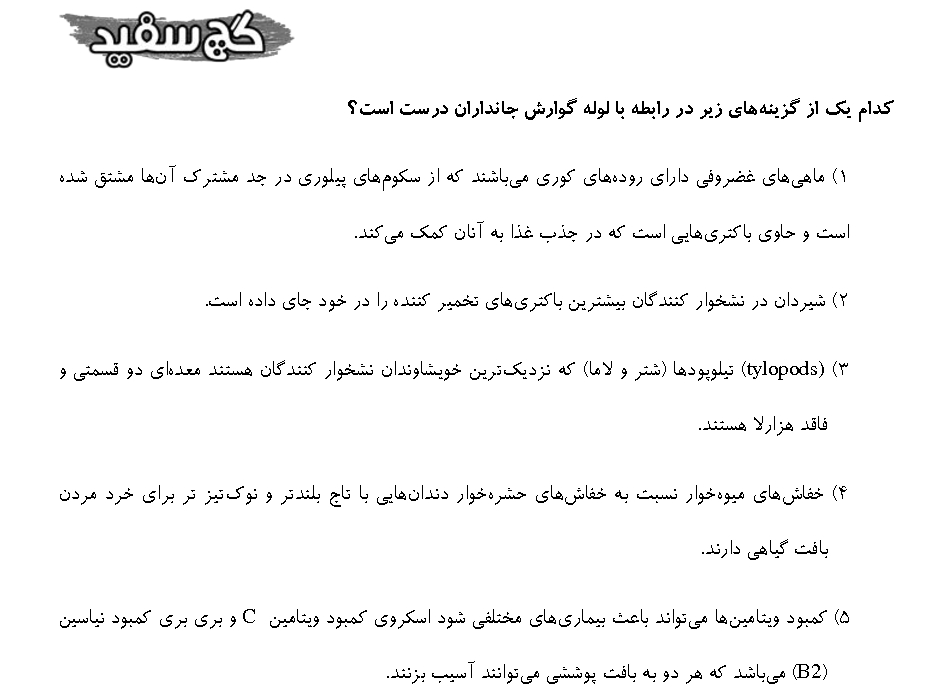 گچ سفید
کدام یک از گزینه‌های زیر در رابطه با لوله گوارش جانداران درست است؟
۱) ماهی‌های غضروفی دارای روده‌های کوری می‌باشند که از سکوم‌های پیلوری در جد مشترک آن‌ها مشتق شده
است و حاوی باکتری‌هایی است که در جذب غذا به آنان کمک می‌کند.
۲) شیردان در نشخوار کنندگان بیشترین باکتری‌های تخمیر کننده را در خود جای داده است.
۳) (tylopods) تیلوپودها (شتر و لاما) که نزدیک‌ترین خویشاوندان نشخوار کنندگان هستند معده‌ای دو قسمتی و
فاقد هزارلا هستند.
۴) خفاش‌های میوه‌خوار نسبت به خفاش‌های حشره‌خوار دندان‌هایی با تاج بلندتر و نوک‌تیز تر برای خرد مردن
بافت گیاهی دارند.
۵) کمبود ویتامین‌ها می‌تواند باعث بیماری‌های مختلفی شود اسکروی کمبود ویتامین C و بری بری کمبود نیاسین
(B2) می‌باشد که هر دو به بافت پوششی می‌توانند آسیب بزنند.